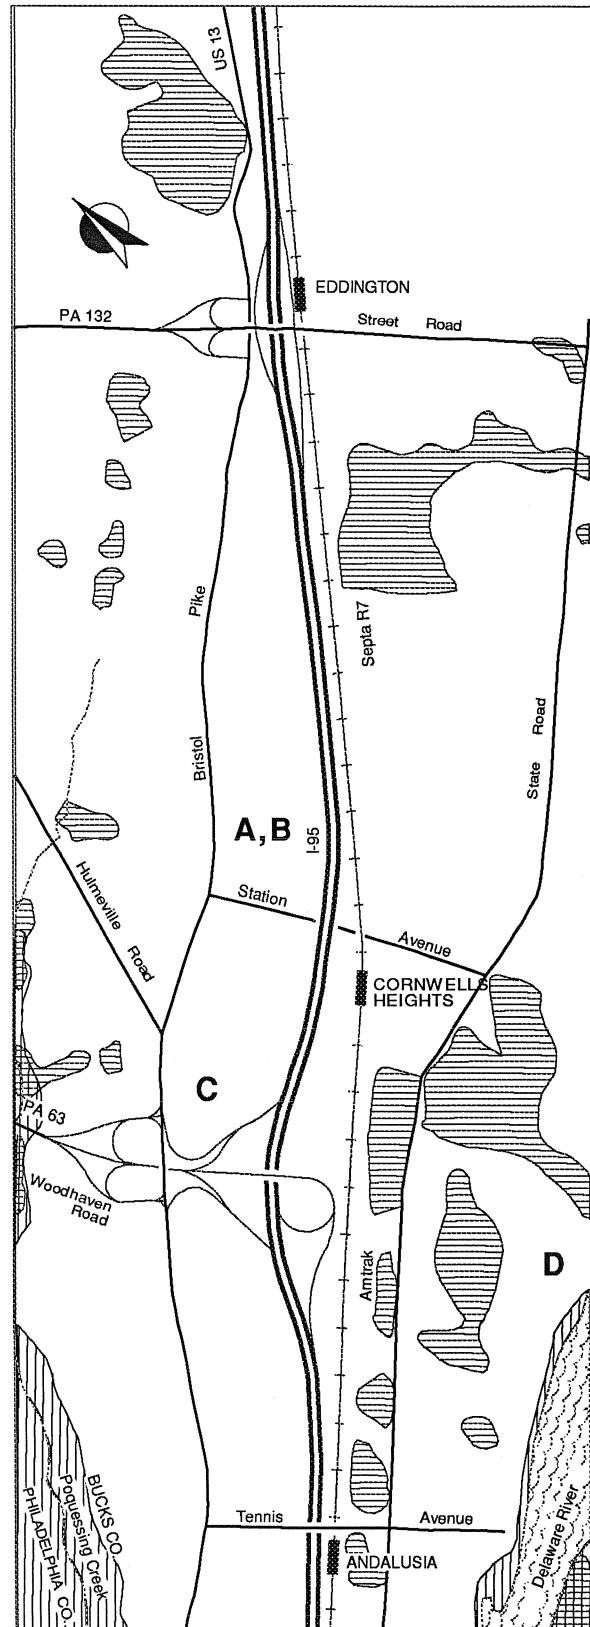 US 13
EDDINGTON
PA 132
Street Road
Pike
Septa R7
State Road
Bristol
A, B
I-95
Hulmeville Road
Station Avenue
CORNWELLS
HEIGHTS
C
PA 63
Woodhaven
Road
Amtrak
D
BUCKS CO.
Poquessing Creek
PHILADELPHIA CO.
Tennis Avenue
Delaware River
ANDALUSIA